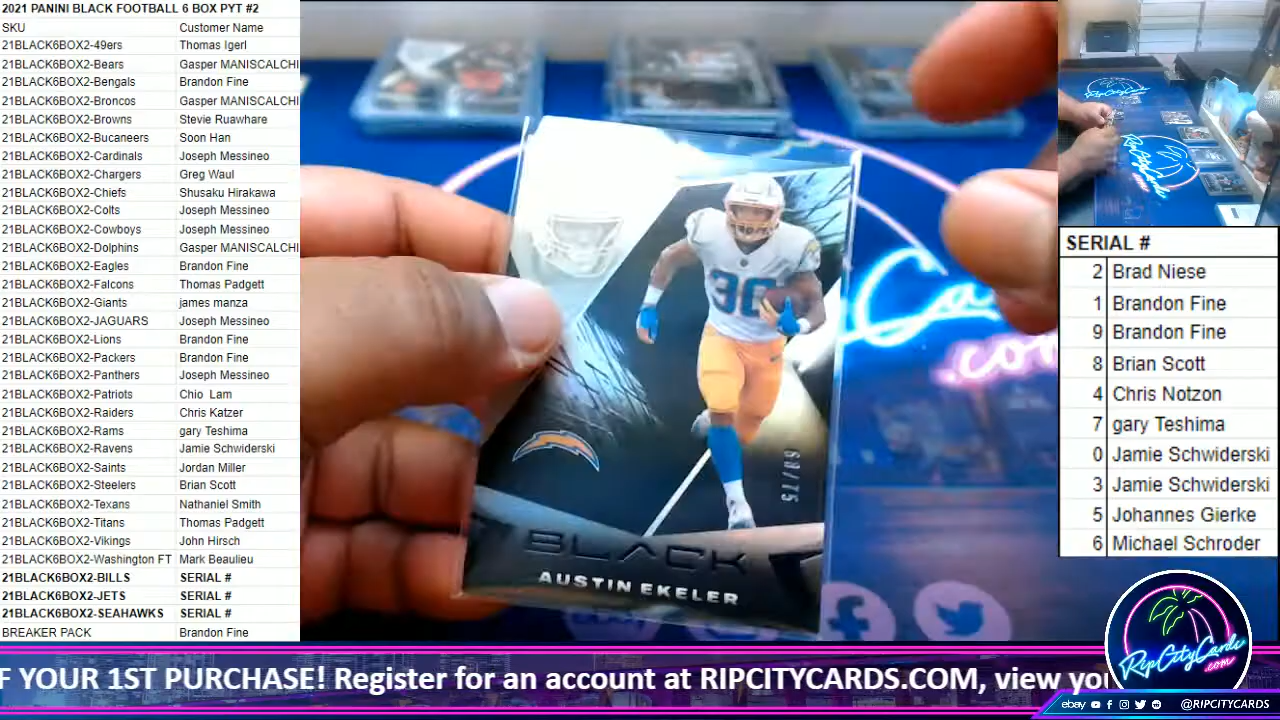 2021 PANINI BLACK FOOTBALL 6 BOX PYT #2
SKU Customer Name
21BLACK6BOX2-49ers Thomas Igerl
21BLACK6BOX2-Bears Gasper MANISCALCHI
21BLACK6BOX2-Bengals Brandon Fine
21BLACK6BOX2-Broncos Gasper MANISCALCHI
21BLACK6BOX2-Browns Stevie Ruawhare
21BLACK6BOX2-Bucaneers Soon Han
21BLACK6BOX2-Cardinals Joseph Messineo
21BLACK6BOX2-Chargers Greg Waul
21BLACK6BOX2-Chiefs Shusaku Hirakawa
21BLACK6BOX2-Colts Joseph Messineo
21BLACK6BOX2-Cowboys Joseph Messineo
21BLACK6BOX2-Dolphins Gasper MANISCALCHI
21BLACK6BOX2-Eagles Brandon Fine
21BLACK6BOX2-Falcons Thomas Padgett
21BLACK6BOX2-Giants james manza
21BLACK6BOX2-JAGUARS Joseph Messineo
21BLACK6BOX2-Lions Brandon Fine
21BLACK6BOX2-Packers Brandon Fine
21BLACK6BOX2-Panthers Joseph Messineo
21BLACK6BOX2-Patriots Chio Lam
21BLACK6BOX2-Raiders Chris Katzer
21BLACK6BOX2-Rams gary Teshima
21BLACK6BOX2-Ravens Jamie Schwiderski
21BLACK6BOX2-Saints Jordan Miller
21BLACK6BOX2-Steelers Brian Scott
21BLACK6BOX2-Texans Nathaniel Smith
21BLACK6BOX2-Titans Thomas Padgett
21BLACK6BOX2-Vikings John Hirsch
21BLACK6BOX2-Washington FT Mark Beaulieu
21BLACK6BOX2-BILLS SERIAL #
21BLACK6BOX2-JETS SERIAL #
21BLACK6BOX2-SEAHAWKS SERIAL #
BREAKER PACK Brandon Fine
30
68/75
BLACK
AUSTIN EKELER
Ca
.com
RipCityCards
RipCityCards
SERIAL #
2 Brad Niese
1 Brandon Fine
9 Brandon Fine
8 Brian Scott
4 Chris Notzon
7 gary Teshima
0 Jamie Schwiderski
3 Jamie Schwiderski
5 Johannes Gierke
6 Michael Schroder
RipCityCards
.com
F YOUR 1ST PURCHASE! Register for an account at RIPCITYCARDS.COM, view you
ebay @RIPCITYCARDS